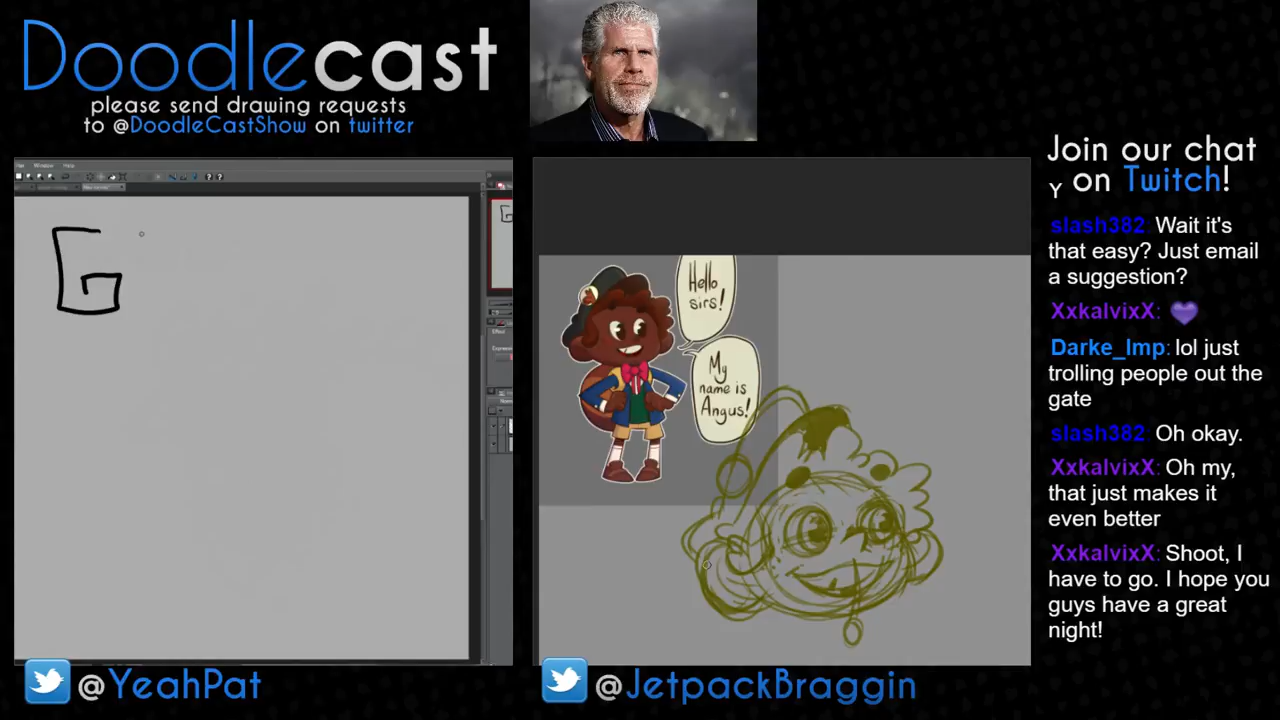 Doodlecast
please send drawing requests
to @DoodleCastShow on twitter
Window Help
G
G
Hello
sirs!
My
name is
Angus!
Join our chat
Y on Twitch!
slash382: Wait it's
that easy? Just email
a suggestion?
XxkalvixX:
Darke_Imp: lol just
trolling people out the
gate
slash382: Oh okay.
XxkalvixX: Oh my,
that just makes it
even better
XxkalvixX: Shoot, I
have to go. I hope you
guys have a great
night!
@YeahPat
@JetpackBraggin